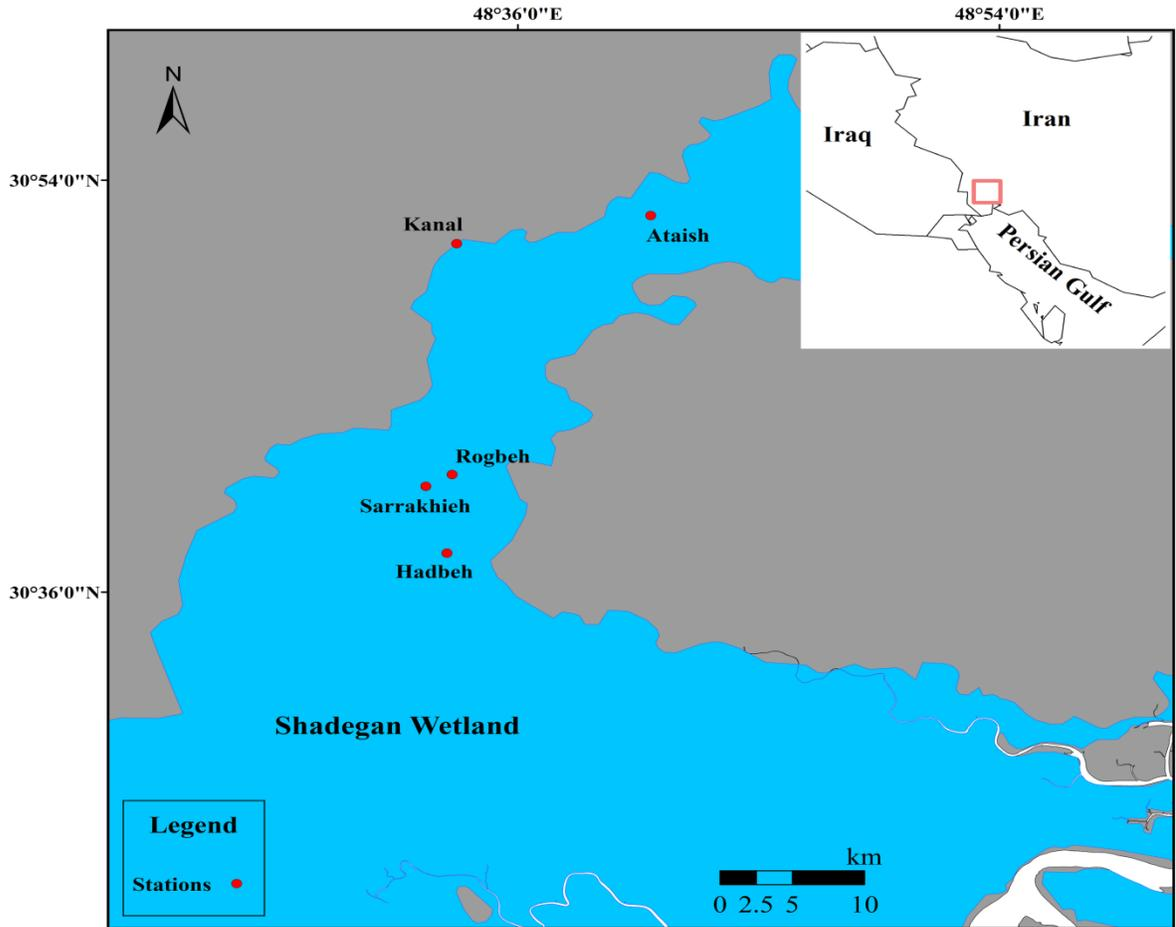 48°36'0"E
48°54'0"E
N
Iraq
Iran
30°54'0"N
Kanal
Ataish
Persian Gulf
Rogbeh
Sarrakhieh
Hadbeh
30°36'0"N
Shadegan Wetland
Legend
Stations
km
0 2.5 5 10